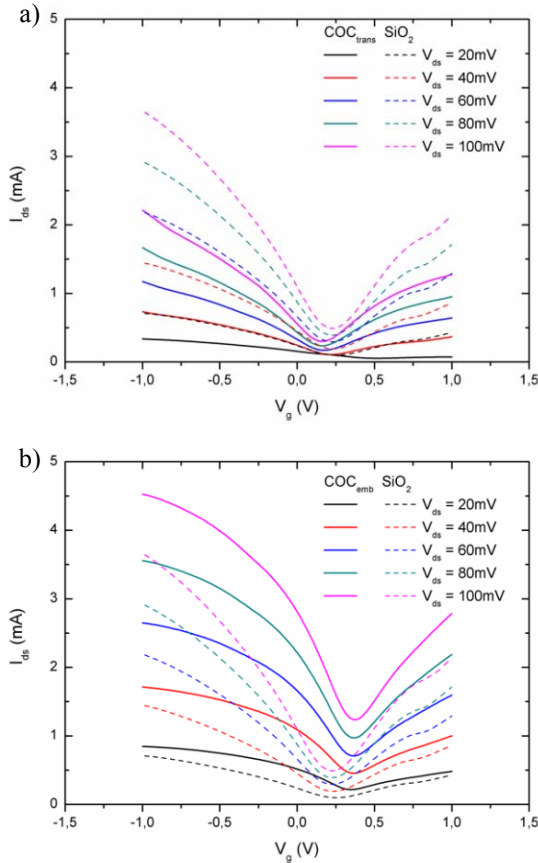 a)
COC_trans SiO_2
V_ds = 20mV
V_ds = 40mV
V_ds = 60mV
V_ds = 80mV
V_ds = 100mV
5
4
3
2
1
0
I_ds (mA)
-1,5 -1,0 -0,5 0,0 0,5 1,0 1,5
V_g (V)
b)
COC_emb SiO_2
V_ds = 20mV
V_ds = 40mV
V_ds = 60mV
V_ds = 80mV
V_ds = 100mV
5
4
3
2
1
0
I_ds (mA)
-1,5 -1,0 -0,5 0,0 0,5 1,0 1,5
V_g (V)